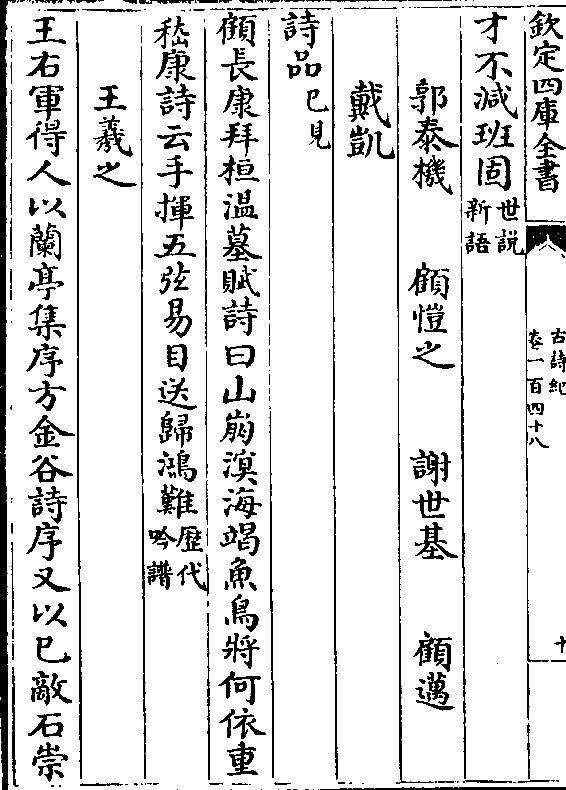 欽定四庫全書
古詩紀
卷一百四十八
十
才不減班固世説新語
郭泰機 顧愷之 謝世基 顧邁
戴凱
詩品已見
顧長康拜桓温墓賦詩曰山崩溟海竭魚鳥將何依重
嵇康詩云手揮五弦易目送歸鴻難歴代吟譜
王羲之
王右軍得人以蘭亭集序方金谷詩序又以已敵石崇